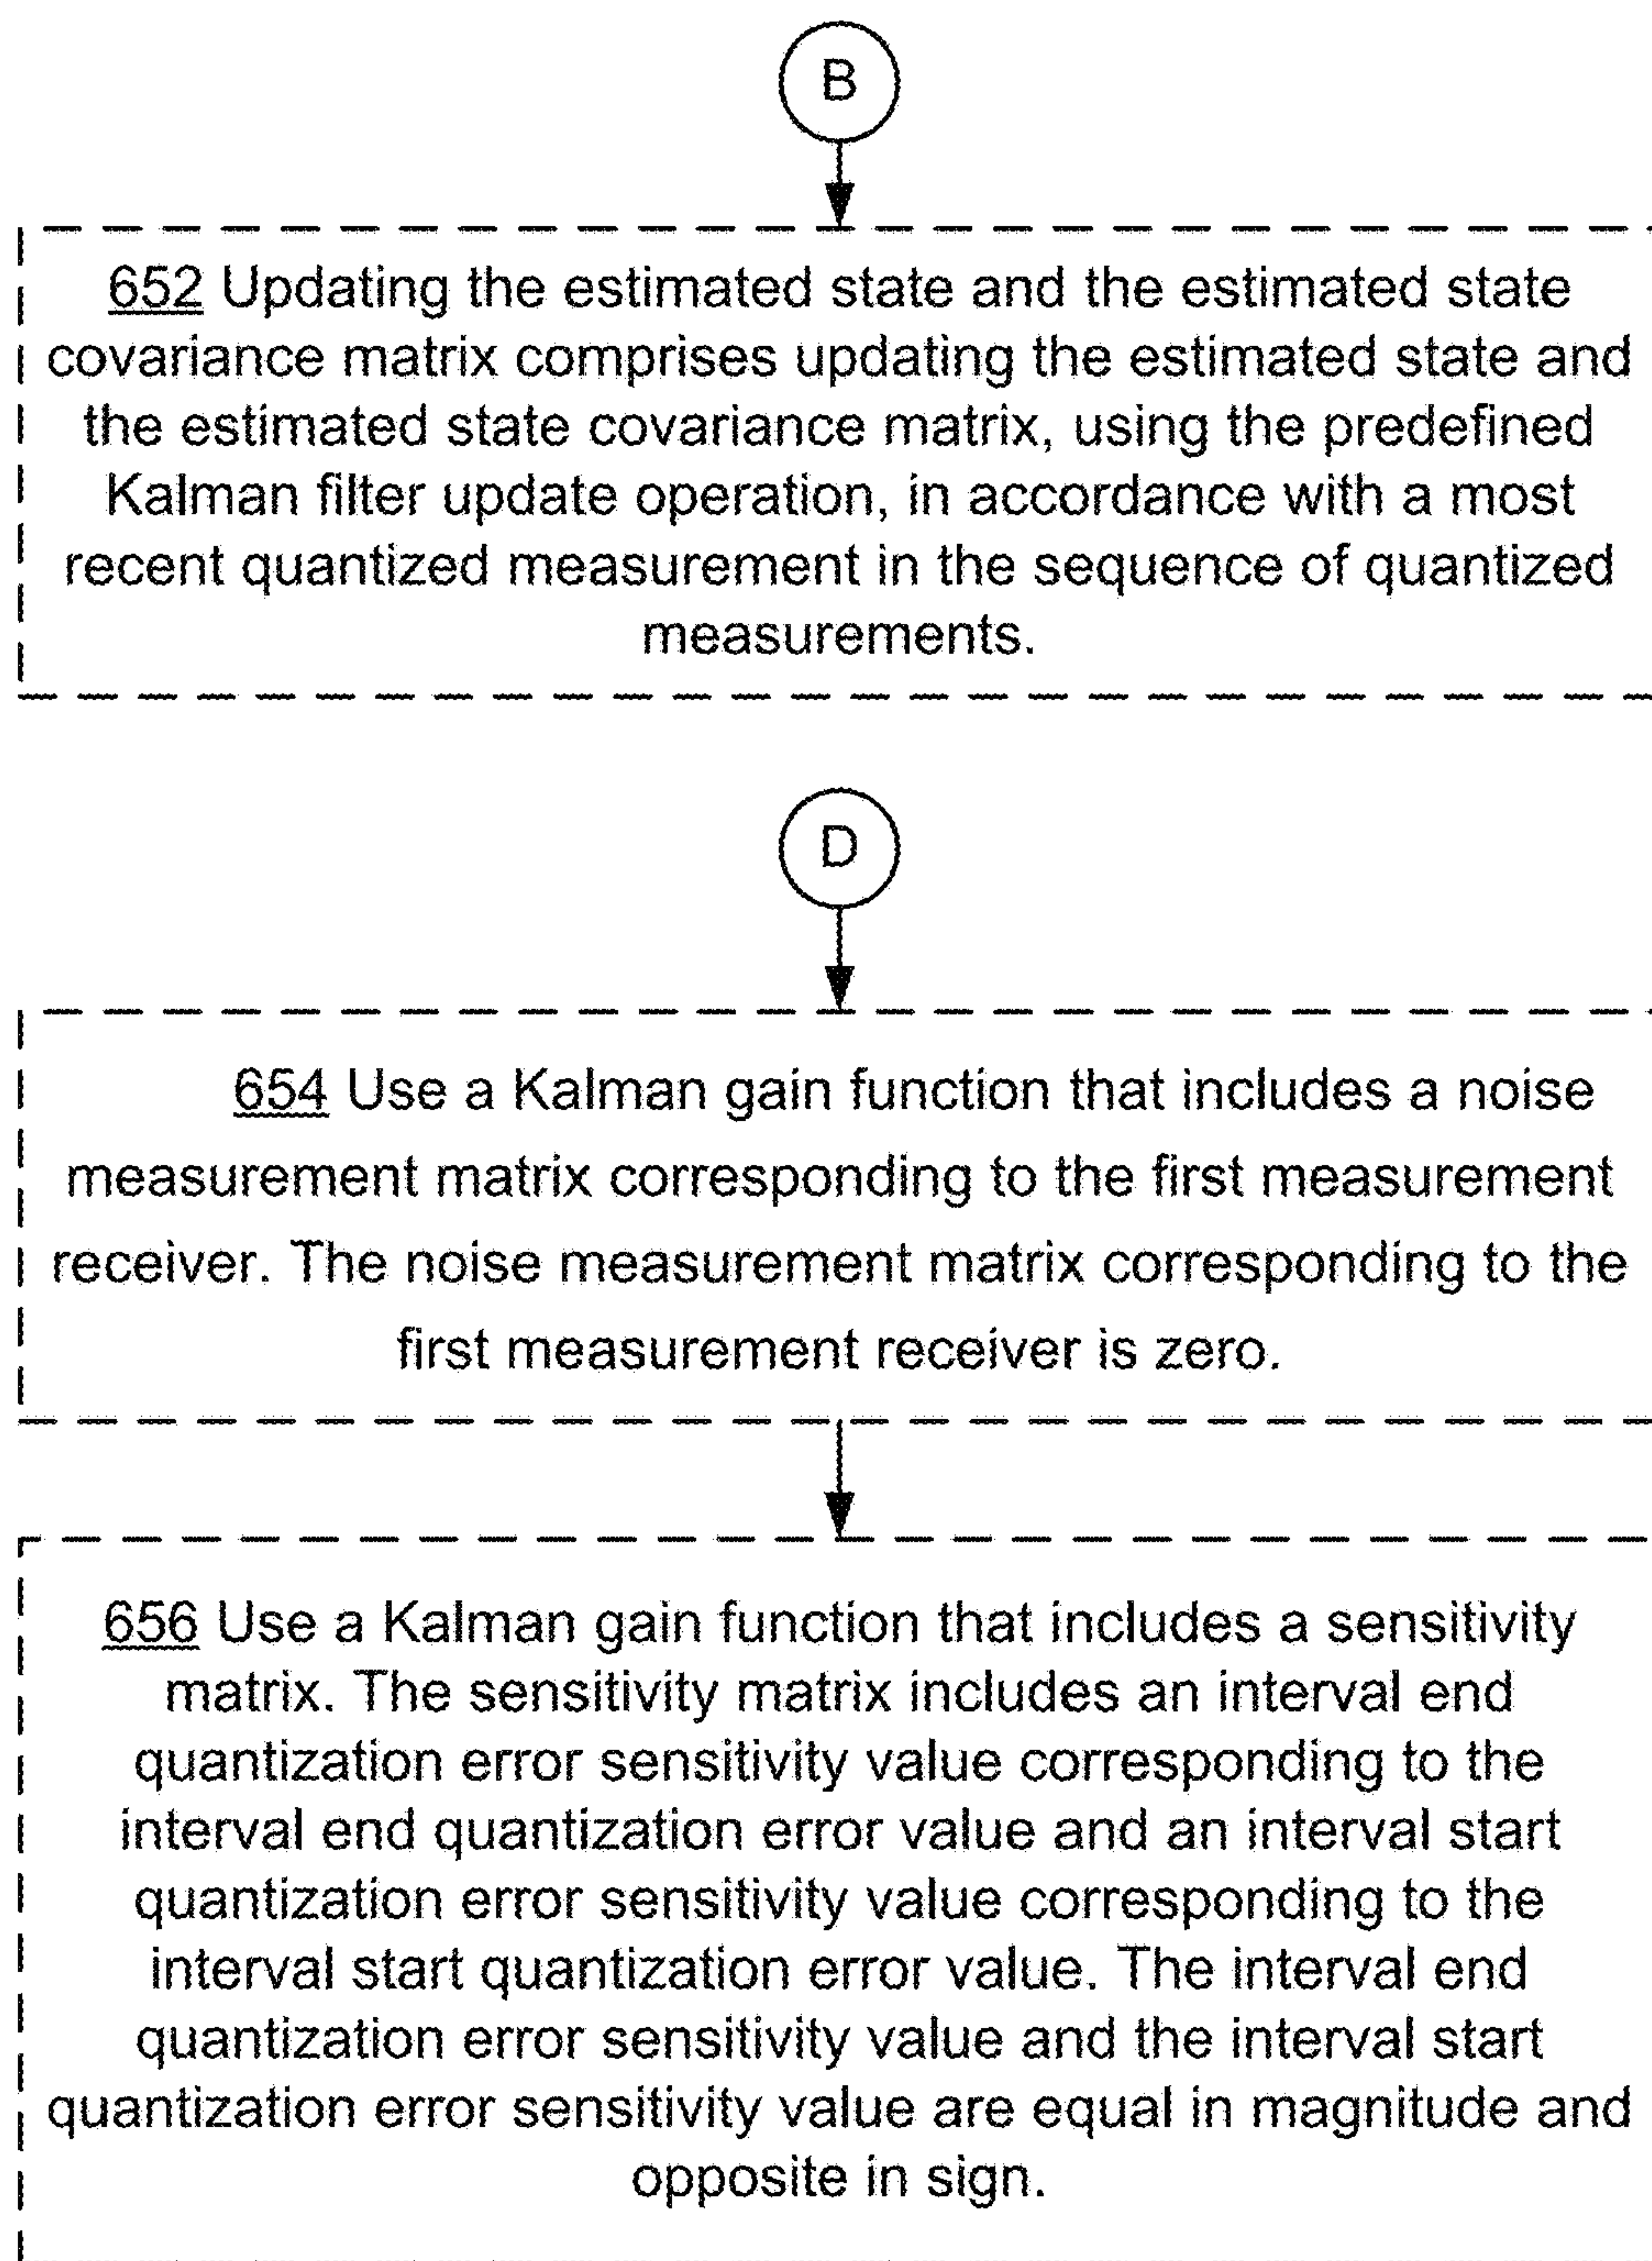 B
652 Updating the estimated state and the estimated state
covariance matrix comprises updating the estimated state and
the estimated state covariance matrix, using the predefined
Kalman filter update operation, in accordance with a most
recent quantized measurement in the sequence of quantized
measurements.
D
654 Use a Kalman gain function that includes a noise
measurement matrix corresponding to the first measurement
receiver. The noise measurement matrix corresponding to the
first measurement receiver is zero.
656 Use a Kalman gain function that includes a sensitivity
matrix. The sensitivity matrix includes an interval end
quantization error sensitivity value corresponding to the
interval end quantization error value and an interval start
quantization error sensitivity value corresponding to the
interval start quantization error value. The interval end
quantization error sensitivity value and the interval start
quantization error sensitivity value are equal in magnitude and
opposite in sign.